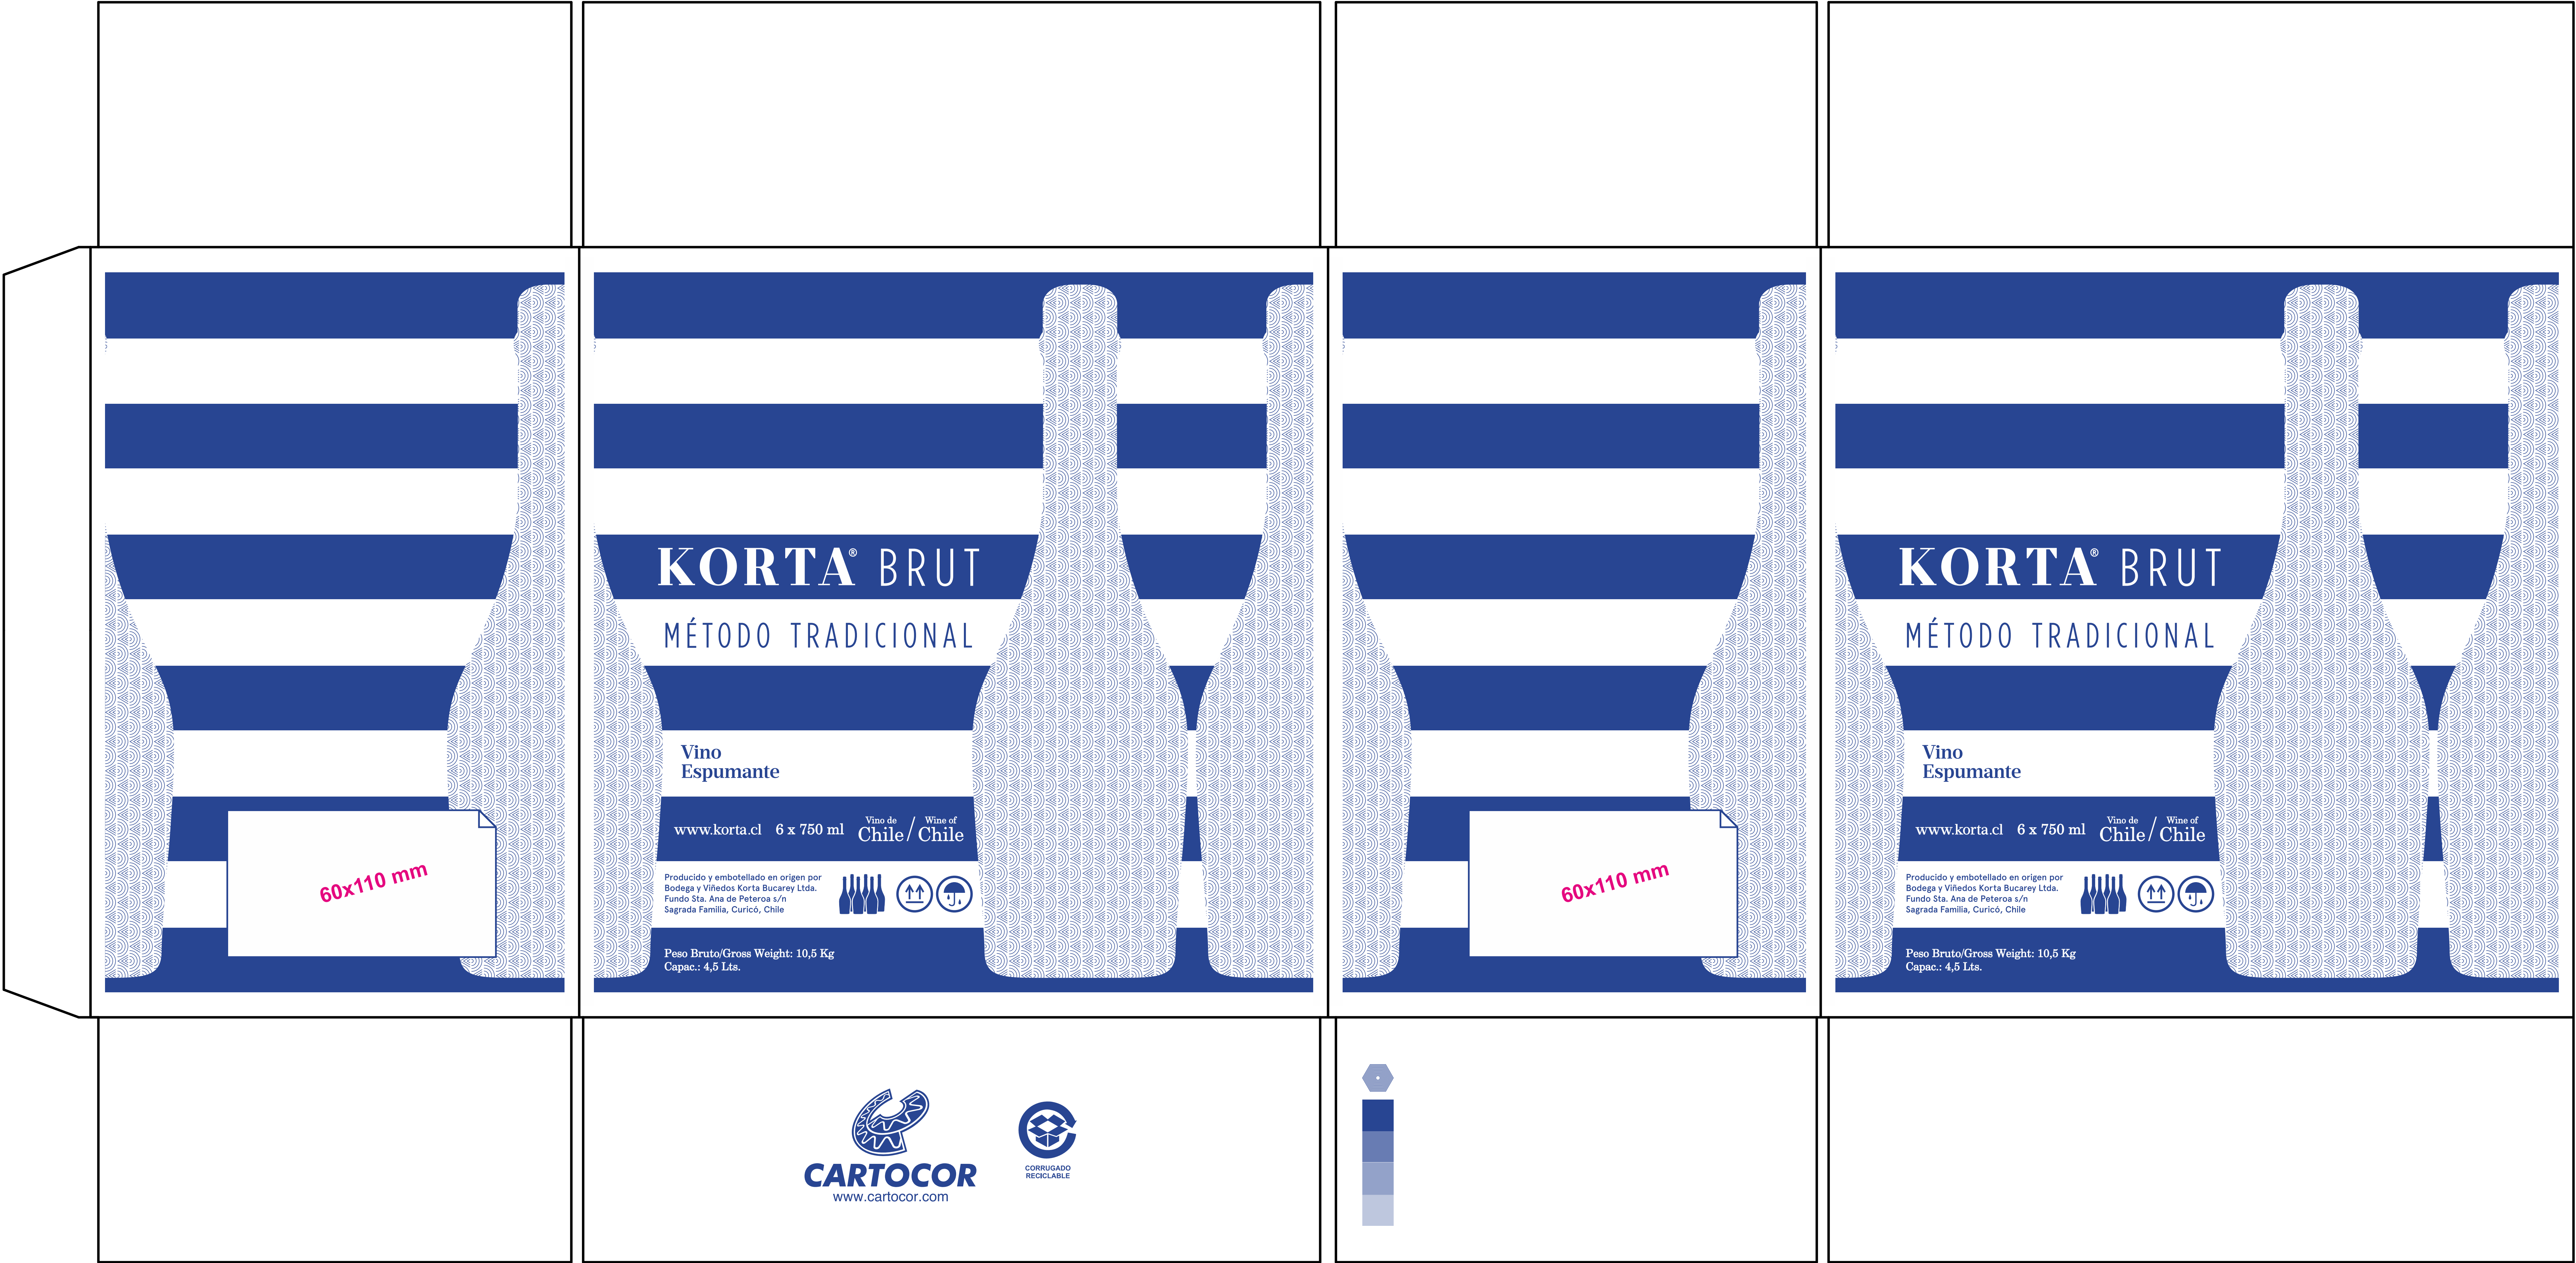 60x110 mm
KORTA® BRUT
MÉTODO TRADICIONAL
Vino
Espumante
www.korta.cl 6 x 750 ml Vino de Chile / Wine of Chile
Producido y embotellado en origen por
Bodega y Viñedos Korta Bucarey Ltda.
Fundo Sta. Ana de Peteroa s/n
Sagrada Familia, Curicó, Chile
Peso Bruto/Gross Weight: 10,5 Kg
Capac.: 4,5 Lts.
60x110 mm
KORTA® BRUT
MÉTODO TRADICIONAL
Vino
Espumante
www.korta.cl 6 x 750 ml Vino de Chile / Wine of Chile
Producido y embotellado en origen por
Bodega y Viñedos Korta Bucarey Ltda.
Fundo Sta. Ana de Peteroa s/n
Sagrada Familia, Curicó, Chile
Peso Bruto/Gross Weight: 10,5 Kg
Capac.: 4,5 Lts.
CARTOCOR
www.cartocor.com
CORRUGADO
RECICLABLE